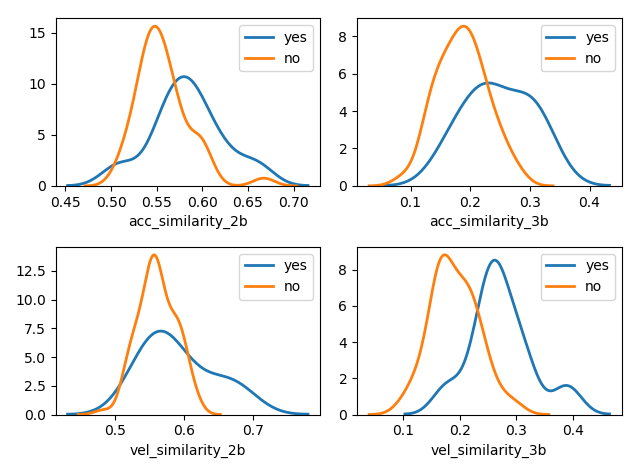 15
10
5
0
0.45 0.50 0.55 0.60 0.65 0.70
acc_similarity_2b
yes
no
8
6
4
2
0
0.1 0.2 0.3 0.4
acc_similarity_3b
yes
no
12.5
10.0
7.5
5.0
2.5
0.0
0.5 0.6 0.7
vel_similarity_2b
yes
no
8
6
4
2
0
0.1 0.2 0.3 0.4
vel_similarity_3b
yes
no